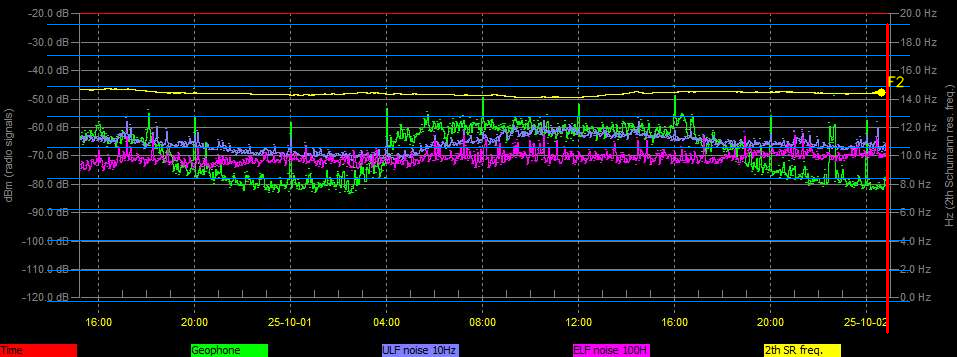 -20.0 dB 20.0 Hz
-30.0 dB 18.0 Hz
-40.0 dB 16.0 Hz
F2
-50.0 dB 14.0 Hz
-60.0 dB 12.0 Hz
-70.0 dB 10.0 Hz
-80.0 dB 8.0 Hz
-90.0 dB 6.0 Hz
-100.0 dB 4.0 Hz
-110.0 dB 2.0 Hz
-120.0 dB 0.0 Hz
dBm (radio signals)
Hz (2th Schumann res. freq.)
16:00 20:00 25-10-01 04:00 08:00 12:00 16:00 20:00 25-10-02
Time Geophone ULF noise 10Hz ELF noise 100H 2th SR freq.